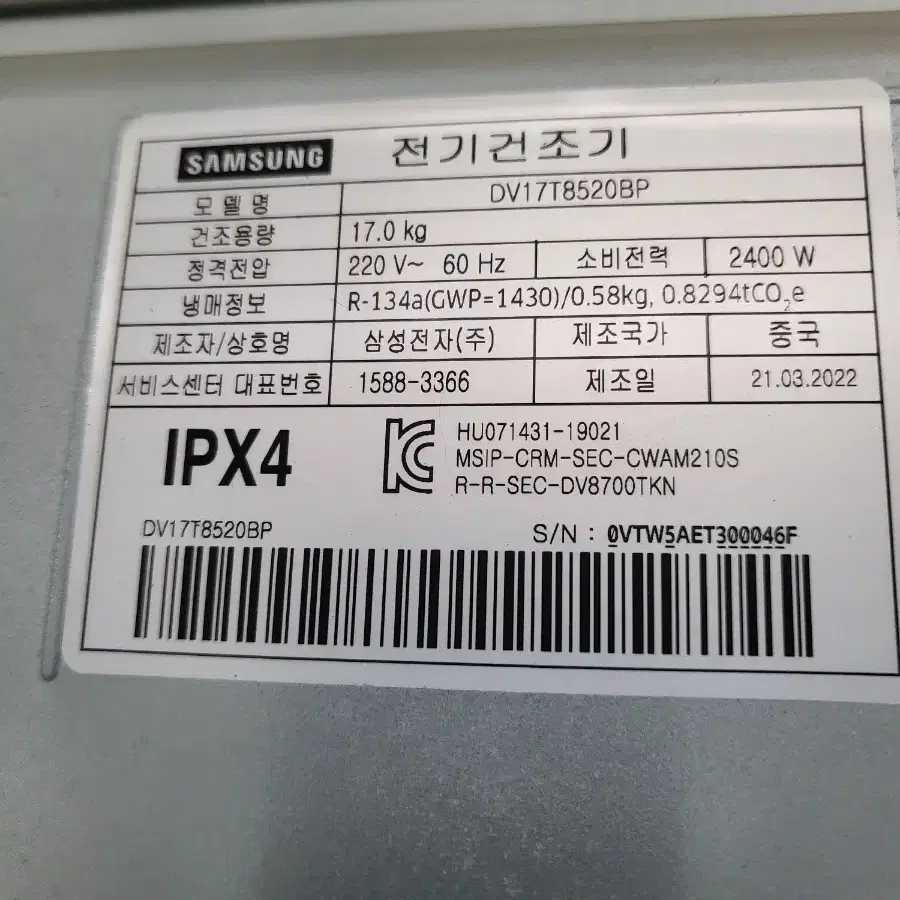 SAMSUNG 전기건조기
모델명 DV17T8520BP
건조용량 17.0 kg
정격전압 220 V~ 60 Hz 소비전력 2400 W
냉매정보 R-134a(GWP=1430)/0.58kg, 0.8294tCO₂e
제조자/상호명 삼성전자(주) 제조국가 중국
서비스센터 대표번호 1588-3366 제조일 21.03.2022
IPX4
HU071431-19021
MSIP-CRM-SEC-CWAM210S
R-R-SEC-DV8700TKN
DV17T8520BP S/N : 0VTW5AET300046F